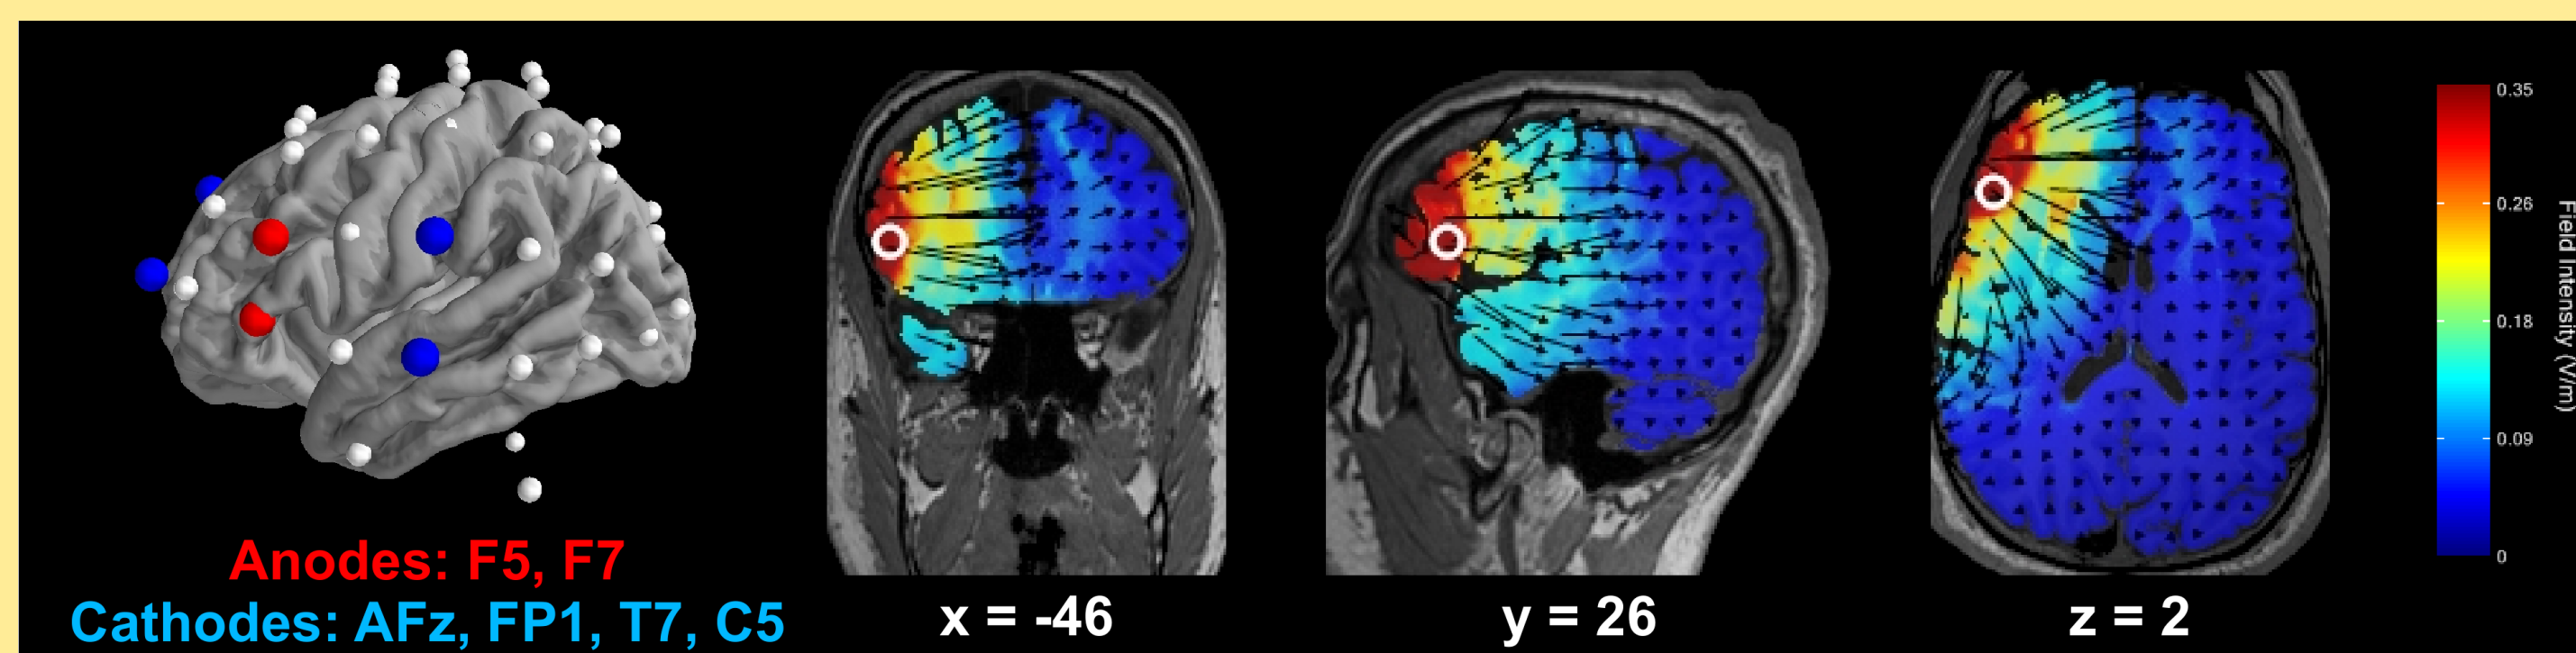 Anodes: F5, F7
Cathodes: AFz, FP1, T7, C5
x = -46
y = 26
z = 2
0.35
0.26
0.18
0.09
0
Field Intensity (V/m)